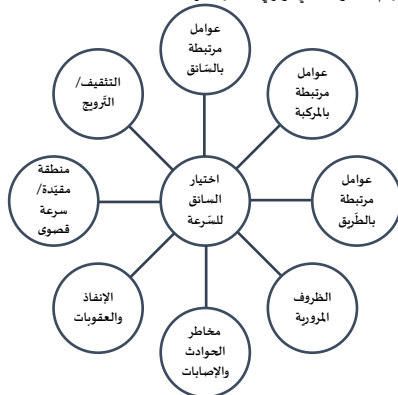 عوامل
مرتبطة
بالسّائق
عوامل
مرتبطة
بالمركبة
التثقيف/
التّرويج
عوامل
مرتبطة
بالطّريق
اختيار
السائق
للسّرعة
منطقة
مقيّدة/
سرعة
قصوى
الظروف
المرورية
الإنفاذ
والعقوبات
مخاطر
الحوادث
والإصابات